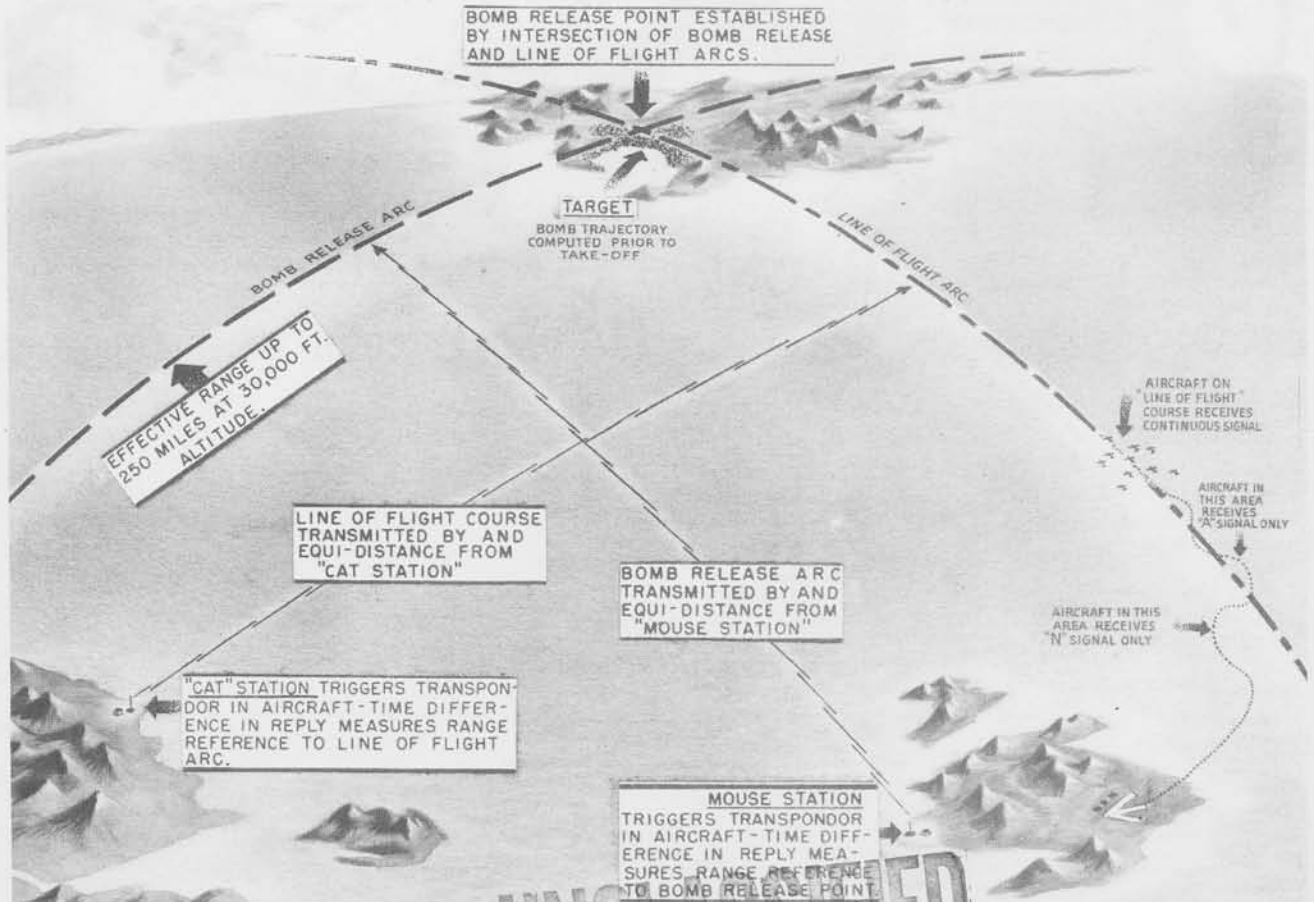 BOMB RELEASE POINT ESTABLISHED
BY INTERSECTION OF BOMB RELEASE
AND LINE OF FLIGHT ARCS.
TARGET
BOMB TRAJECTORY
COMPUTED PRIOR TO
TAKE-OFF
BOMB RELEASE ARC
LINE OF FLIGHT ARC
EFFECTIVE RANGE UP TO
250 MILES AT 30,000 FT.
ALTITUDE.
AIRCRAFT ON
"LINE OF FLIGHT"
COURSE RECEIVES
CONTINUOUS SIGNAL
AIRCRAFT IN
THIS AREA
RECEIVES
"A" SIGNAL ONLY
LINE OF FLIGHT COURSE
TRANSMITTED BY AND
EQUI-DISTANCE FROM
"CAT STATION"
BOMB RELEASE ARC
TRANSMITTED BY AND
EQUI-DISTANCE FROM
"MOUSE STATION"
AIRCRAFT IN THIS
AREA RECEIVES
"N" SIGNAL ONLY
"CAT" STATION TRIGGERS TRANSPON-
DOR IN AIRCRAFT-TIME DIFFER-
ENCE IN REPLY MEASURES RANGE
REFERENCE TO LINE OF FLIGHT
ARC.
MOUSE STATION
TRIGGERS TRANSPONDOR
IN AIRCRAFT-TIME DIFF-
ERENCE IN REPLY MEA-
SURES RANGE REFERENCE
TO BOMB RELEASE POINT.